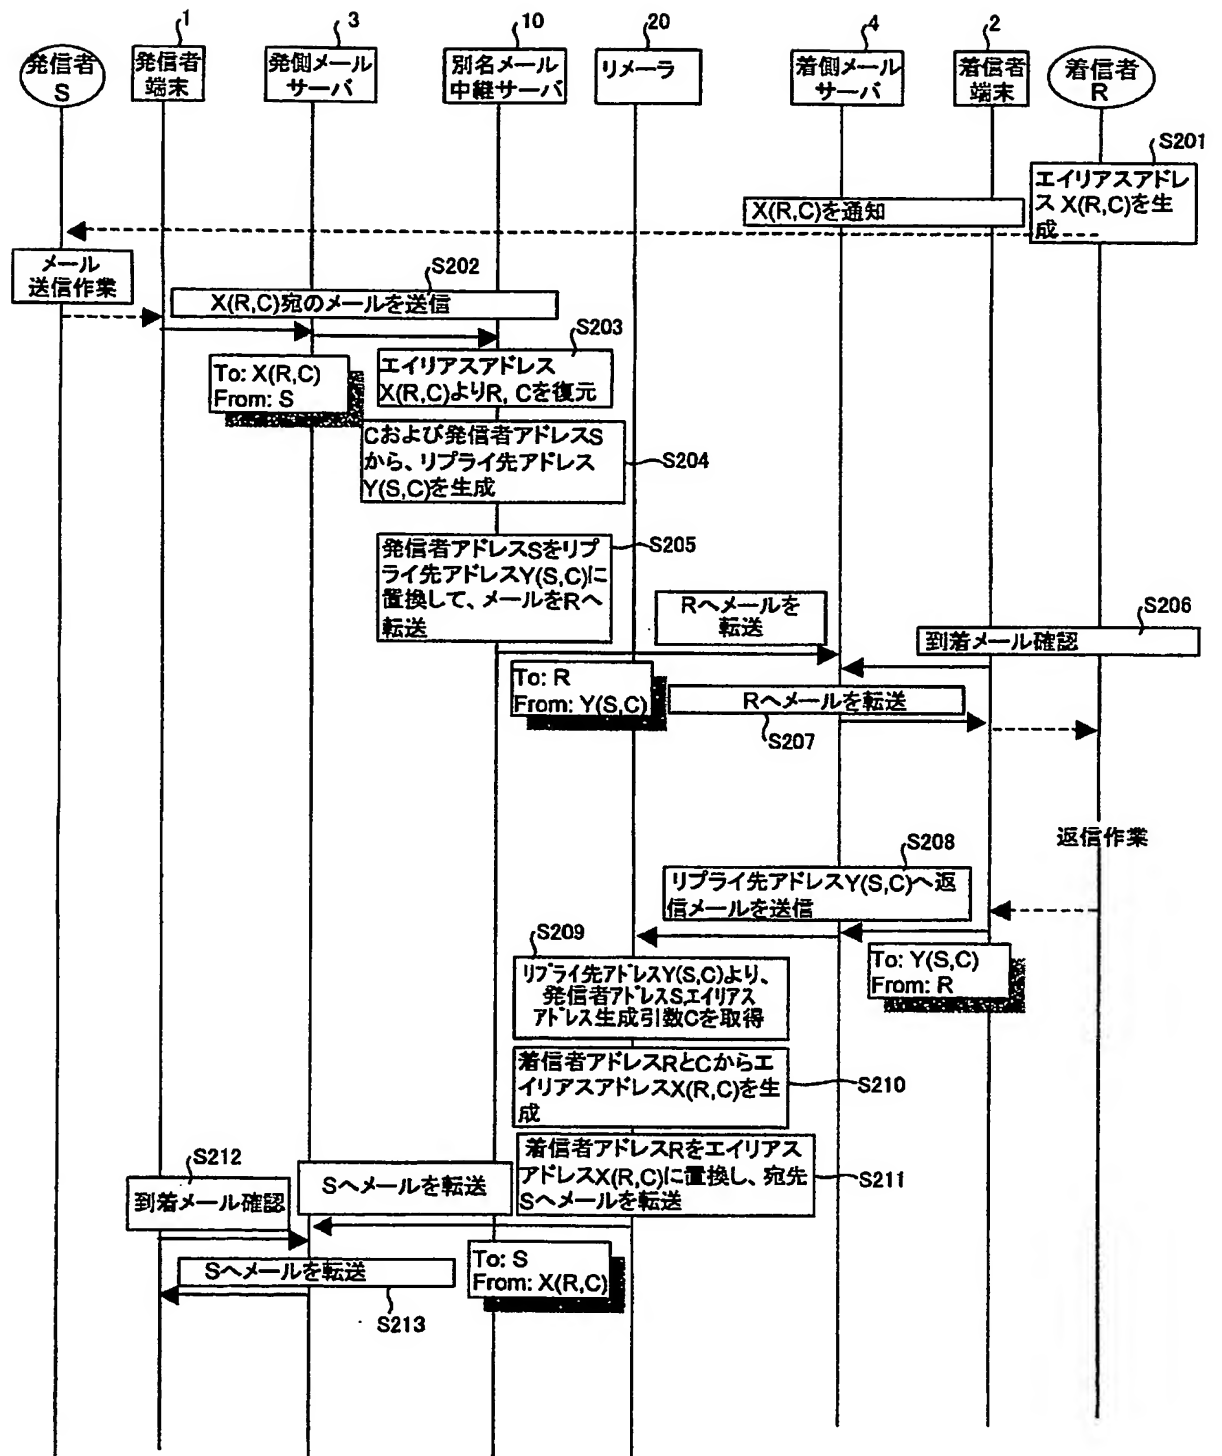 1
3
10
20
4
2
発信者
S
発信者
端末
発側メール
サーバ
別名メール
中継サーバ
リメーラ
着側メール
サーバ
着信者
端末
着信者
R
S201
エイリアスアドレ
ス X(R,C)を生
成
X(R,C)を通知
メール
送信作業
S202
X(R,C)宛のメールを送信
S203
To: X(R,C)
From: S
エイリアスアドレス
X(R,C)よりR, Cを復元
Cおよび発信者アドレスS
から、リプライ先アドレス
Y(S,C)を生成
S204
発信者アドレスSをリプ
ライ先アドレスY(S,C)に
置換して、メールをRへ
転送
S205
Rへメールを
転送
S206
到着メール確認
To: R
From: Y(S,C)
Rへメールを転送
S207
返信作業
S208
リプライ先アドレスY(S,C)へ返
信メールを送信
S209
リプライ先アドレスY(S,C)より、
発信者アドレスS,エイリアス
アドレス生成引数Cを取得
To: Y(S,C)
From: R
着信者アドレスRとCからエ
イリアスアドレスX(R,C)を生
成
S210
着信者アドレスRをエイリアス
アドレスX(R,C)に置換し、宛先
Sへメールを転送
S211
S212
到着メール確認
Sへメールを転送
To: S
From: X(R,C)
Sへメールを転送
S213